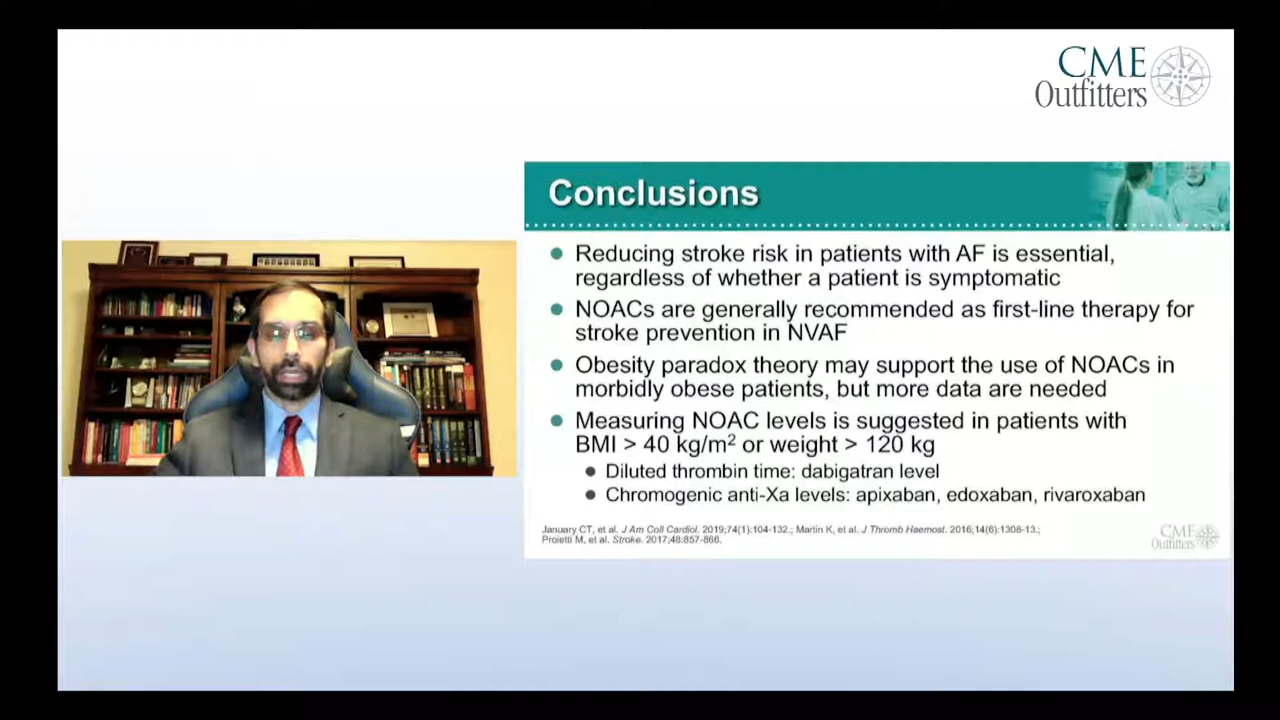 CME
Outfitters
Conclusions
Reducing stroke risk in patients with AF is essential,
regardless of whether a patient is symptomatic
NOACs are generally recommended as first-line therapy for
stroke prevention in NVAF
Obesity paradox theory may support the use of NOACs in
morbidly obese patients, but more data are needed
Measuring NOAC levels is suggested in patients with
BMI > 40 kg/m² or weight > 120 kg
Diluted thrombin time: dabigatran level
Chromogenic anti-Xa levels: apixaban, edoxaban, rivaroxaban
January CT, et al. J Am Coll Cardiol. 2019;74(1):104-132.; Martin K, et al. J Thromb Haemost. 2016;14(6):1308-13.;
Proietti M, et al. Stroke. 2017;48:857-866.
CME
Outfitters